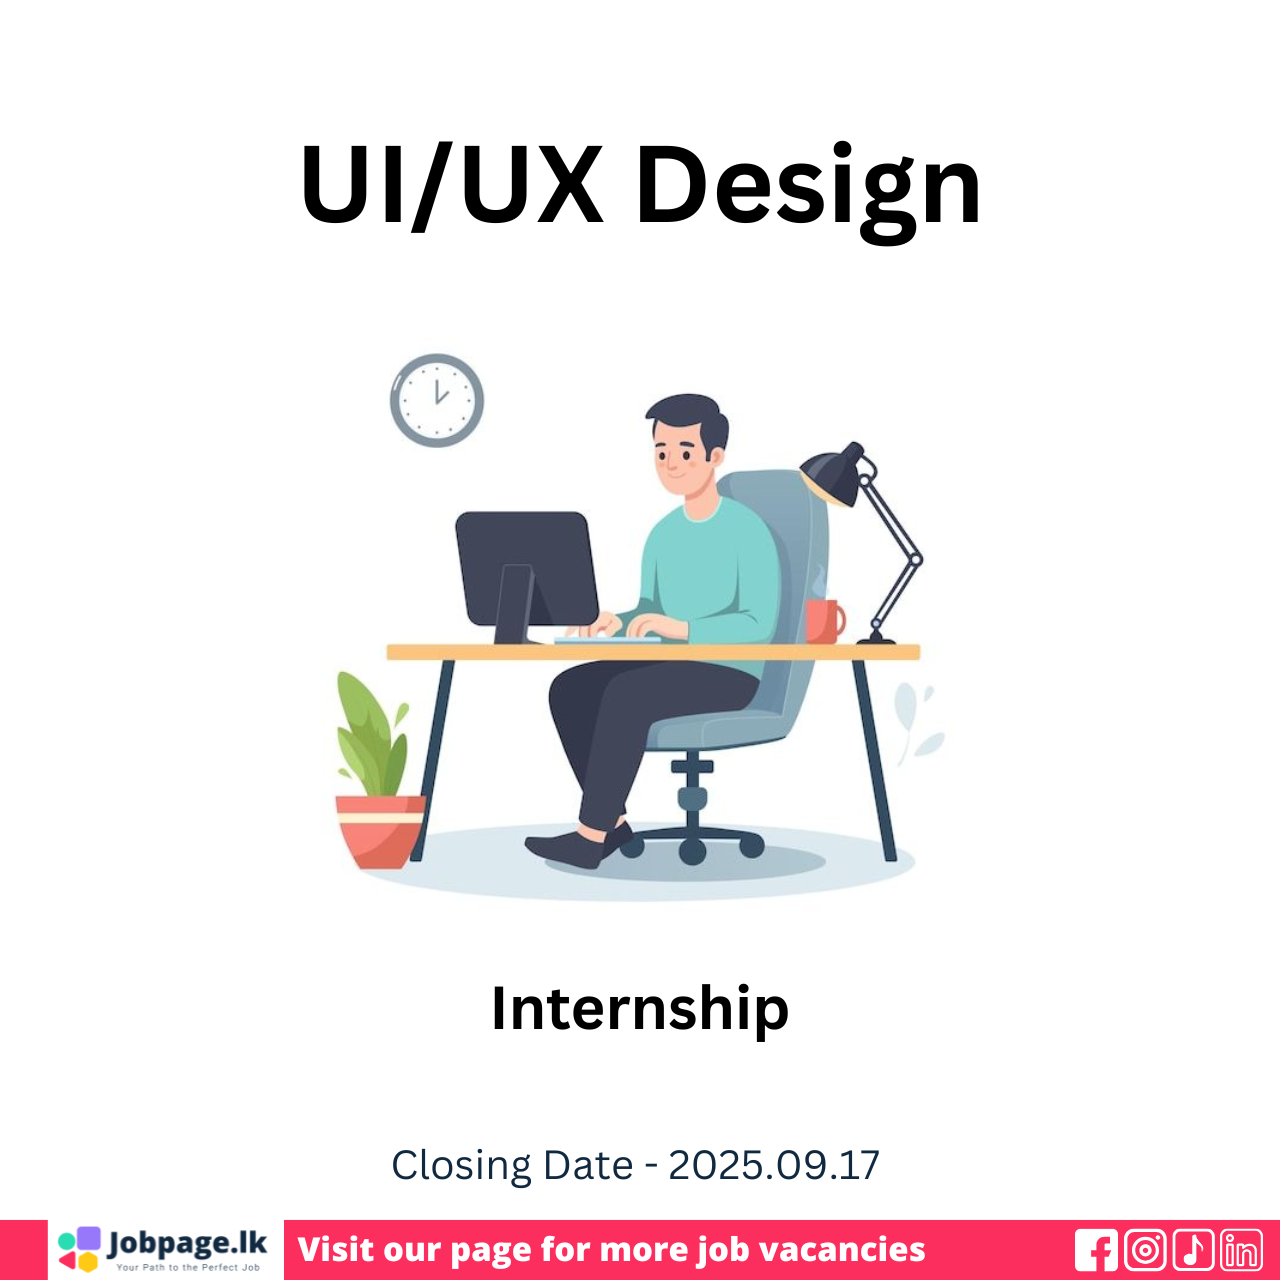 UI/UX Design
Internship
Closing Date - 2025.09.17
Jobpage.lk
Your Path to the Perfect Job
Visit our page for more job vacancies